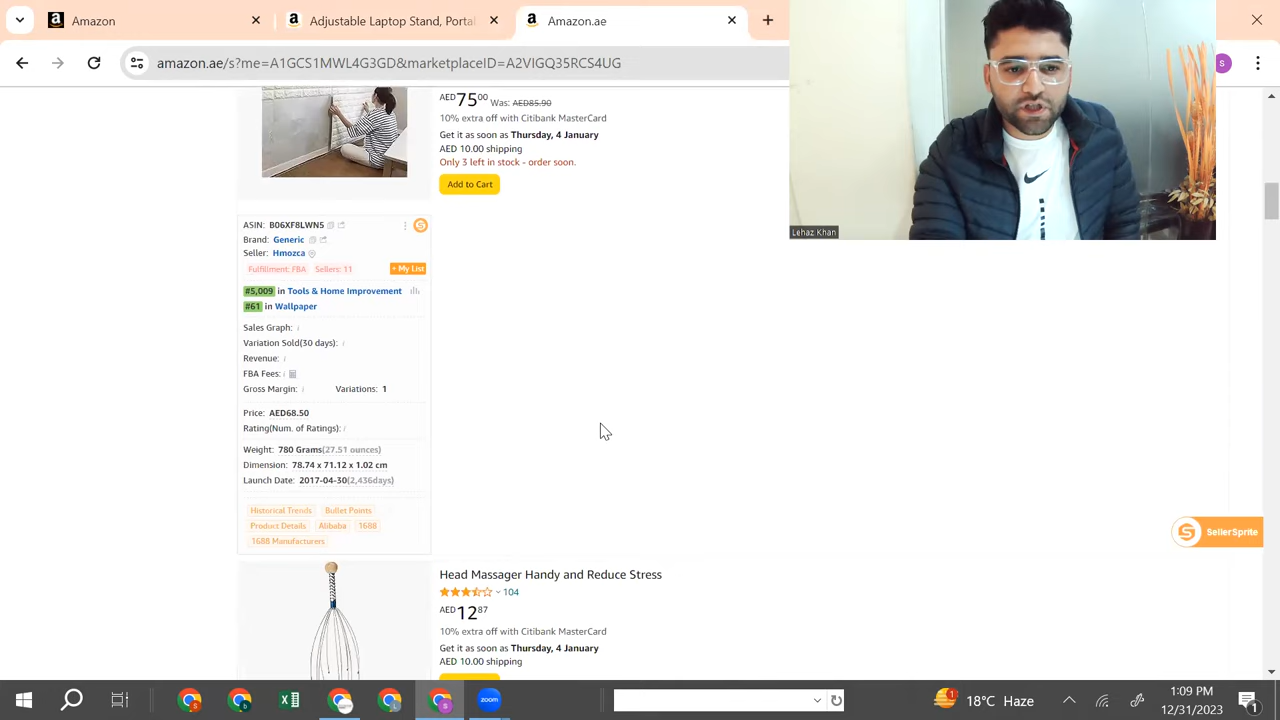 Amazon
Adjustable Laptop Stand, Portal
Amazon.ae
amazon.ae/s?me=A1GCS1MWL4G3GD&marketplaceID=A2VIGQ35RCS4UG
S
AED7500 Was: AED85.90
10% extra off with Citibank MasterCard
Get it as soon as Thursday, 4 January
AED 10.00 shipping
Only 3 left in stock - order soon.
Add to Cart
Lehaz Khan
ASIN: B06XF8LWN5
Brand: Generic
Seller: Hmozca
Fulfillment: FBA Sellers: 11 + My List
#5,009 in Tools & Home Improvement
#61 in Wallpaper
Sales Graph: i
Variation Sold(30 days): i
Revenue: i
FBA Fees: i
Gross Margin: i Variations: 1
Price: AED68.50
Rating(Num. of Ratings): i
Weight: 780 Grams(27.51 ounces)
Dimension: 78.74 x 71.12 x 1.02 cm
Launch Date: 2017-04-30(2,436days)
Historical Trends Bullet Points
Product Details Alibaba 1688
1688 Manufacturers
SellerSprite
Head Massager Handy and Reduce Stress
104
AED1287
10% extra off with Citibank MasterCard
Get it as soon as Thursday, 4 January
AED 10.00 shipping
zoom
1
18°C Haze
1:09 PM
12/31/2023
1